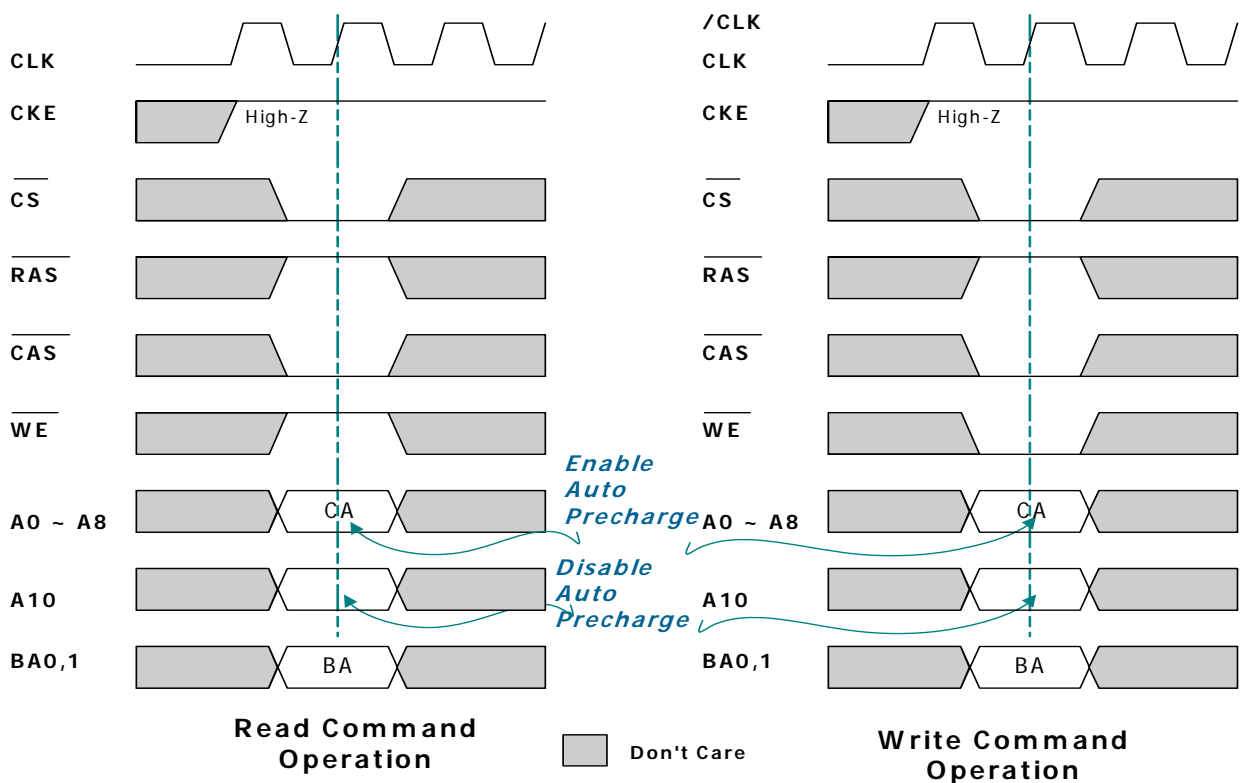 /CLK
CLK
CLK
CKE
High-Z
CKE
High-Z
CS
CS
RAS
RAS
CAS
CAS
WE
WE
Enable
Auto
Precharge
A0 ~ A8
CA
A0 ~ A8
CA
Disable
Auto
Precharge
A10
A10
BA0,1
BA
BA0,1
BA
Read Command
Operation
Don't Care
Write Command
Operation